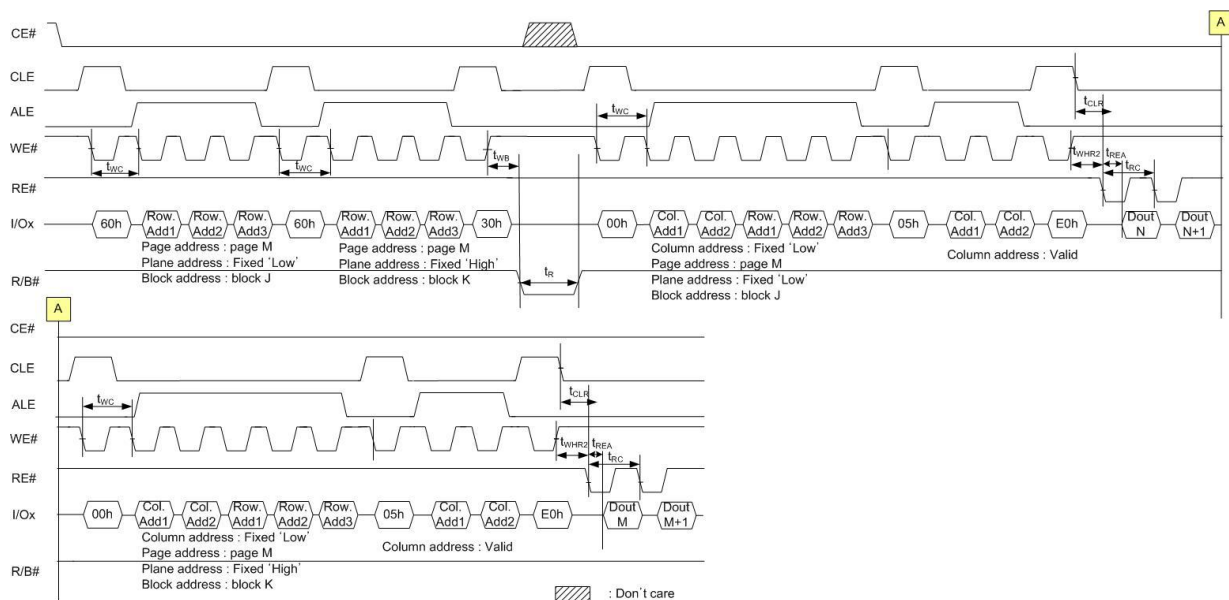 A
CE#
CLE
tCLR
ALE
tWC
WE#
tWC
tWC
tWB
tWHR2
tREA
tRC
RE#
I/Ox
60h
Row. Add1
Row. Add2
Row. Add3
60h
Row. Add1
Row. Add2
Row. Add3
30h
00h
Col. Add1
Col. Add2
Row. Add1
Row. Add2
Row. Add3
05h
Col. Add1
Col. Add2
E0h
Dout N
Dout N+1
Page address : page M
Plane address : Fixed 'Low'
Block address : block J
Page address : page M
Plane address : Fixed 'High'
Block address : block K
Column address : Fixed 'Low'
Page address : page M
Plane address : Fixed 'Low'
Block address : block J
Column address : Valid
R/B#
tR
A
CE#
CLE
tCLR
ALE
tWC
WE#
tWHR2
tREA
tRC
RE#
I/Ox
00h
Col. Add1
Col. Add2
Row. Add1
Row. Add2
Row. Add3
05h
Col. Add1
Col. Add2
E0h
Dout M
Dout M+1
Column address : Fixed 'Low'
Page address : page M
Plane address : Fixed 'High'
Block address : block K
Column address : Valid
R/B#
: Don't care